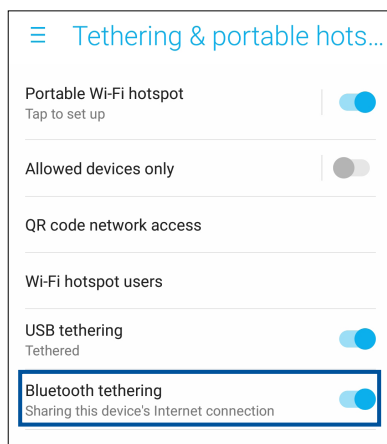 Tethering & portable hots...
Portable Wi-Fi hotspot
Tap to set up
Allowed devices only
QR code network access
Wi-Fi hotspot users
USB tethering
Tethered
Bluetooth tethering
Sharing this device's Internet connection